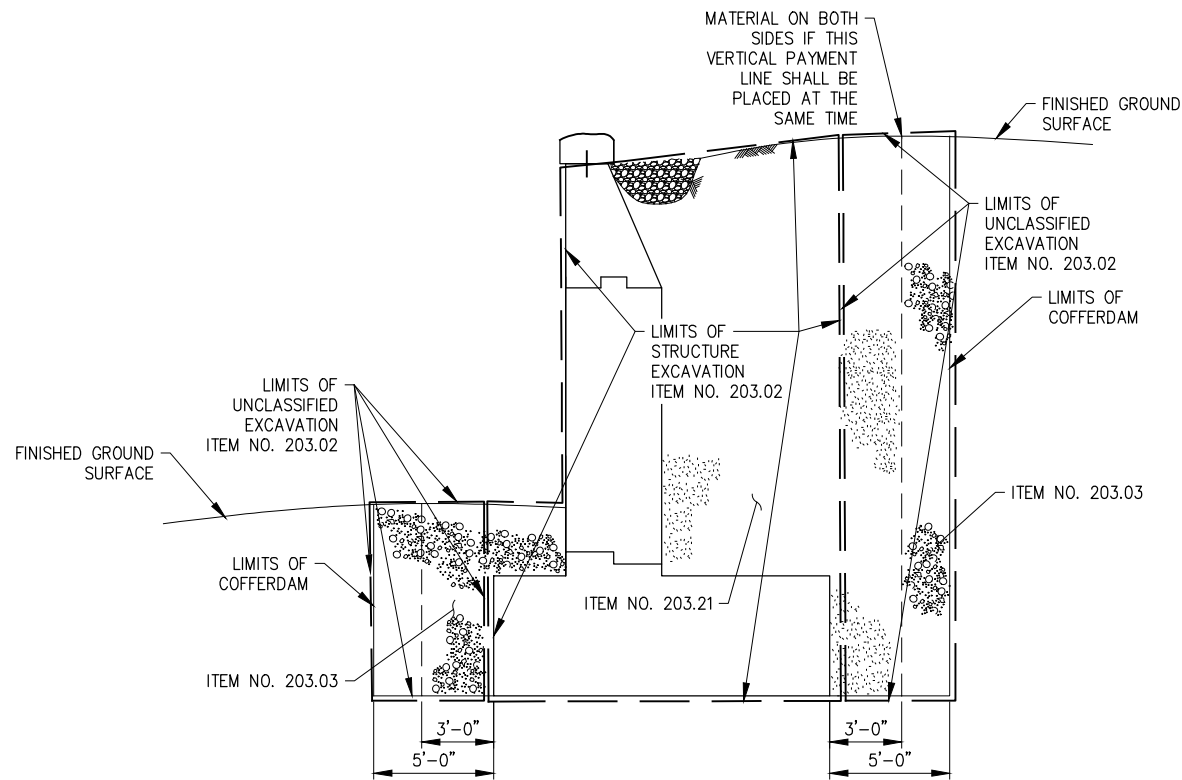 MATERIAL ON BOTH
SIDES IF THIS
VERTICAL PAYMENT
LINE SHALL BE
PLACED AT THE
SAME TIME
FINISHED GROUND
SURFACE
LIMITS OF
UNCLASSIFIED
EXCAVATION
ITEM NO. 203.02
LIMITS OF
COFFERDAM
LIMITS OF
STRUCTURE
EXCAVATION
ITEM NO. 203.02
LIMITS OF
UNCLASSIFIED
EXCAVATION
ITEM NO. 203.02
FINISHED GROUND
SURFACE
ITEM NO. 203.03
LIMITS OF
COFFERDAM
ITEM NO. 203.21
ITEM NO. 203.03
3'-0"
5'-0"
3'-0"
5'-0"